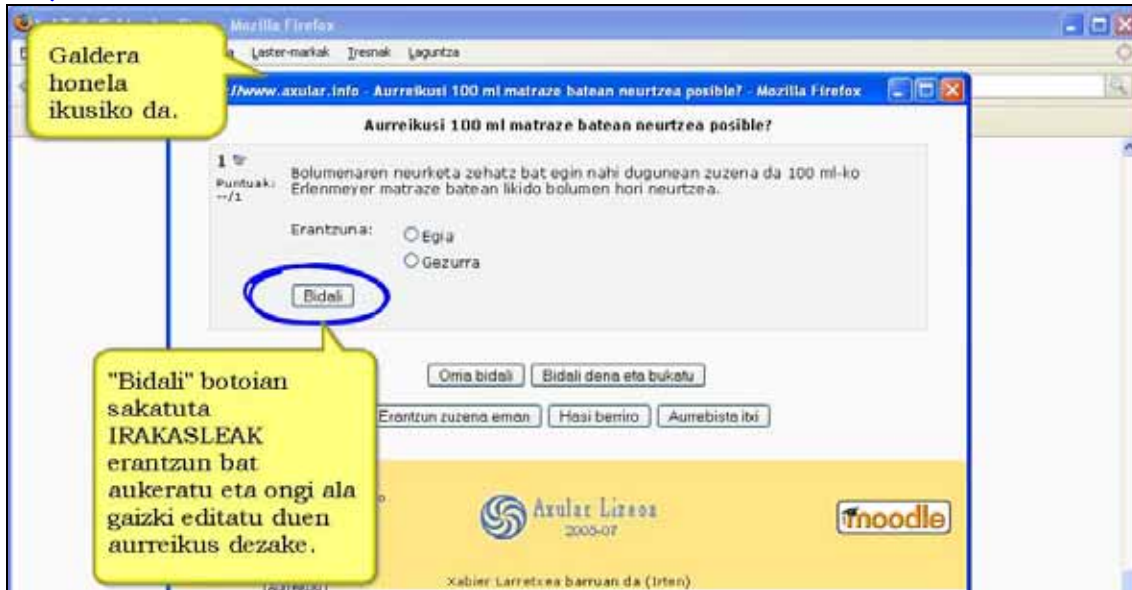 Mozilla Firefox
Galdera
honela
ikusiko da.
Laster-markak Tresnak Laguntza
://www.axular.info - Aurreikusi 100 ml matraze batean neurtzea posible? - Mozilla Firefox
Aurreikusi 100 ml matraze batean neurtzea posible?
1
Puntuak:
--/1
Bolumenaren neurketa zehatz bat egin nahi dugunean zuzena da 100 ml-ko
Erlenmeyer matraze batean likido bolumen hori neurtzea.
Erantzuna:
Egia
Gezurra
Bidali
"Bidali" botoian
sakatuta
IRAKASLEAK
erantzun bat
aukeratu eta ongi ala
gaizki editatu duen
aurreikus dezake.
Orria bidali Bidali dena eta bukatu
Erantzun zuzena eman Hasi berriro Aurrebista itxi
Axular Lizeoa
2005-07
moodle
Xabier Larretxea barruan da (Irten)